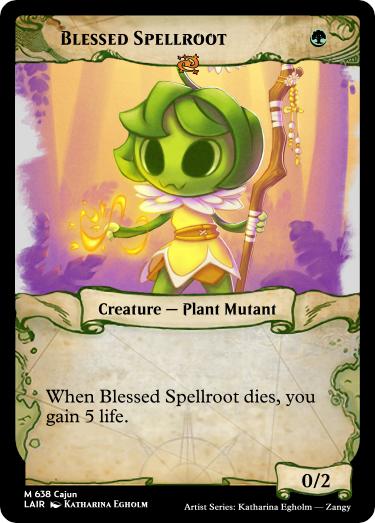 Blessed Spellroot
Creature — Plant Mutant
When Blessed Spellroot dies, you
gain 5 life.
0/2
M 638 Cajun
LAIR Katharina Egholm
Artist Series: Katharina Egholm — Zangy